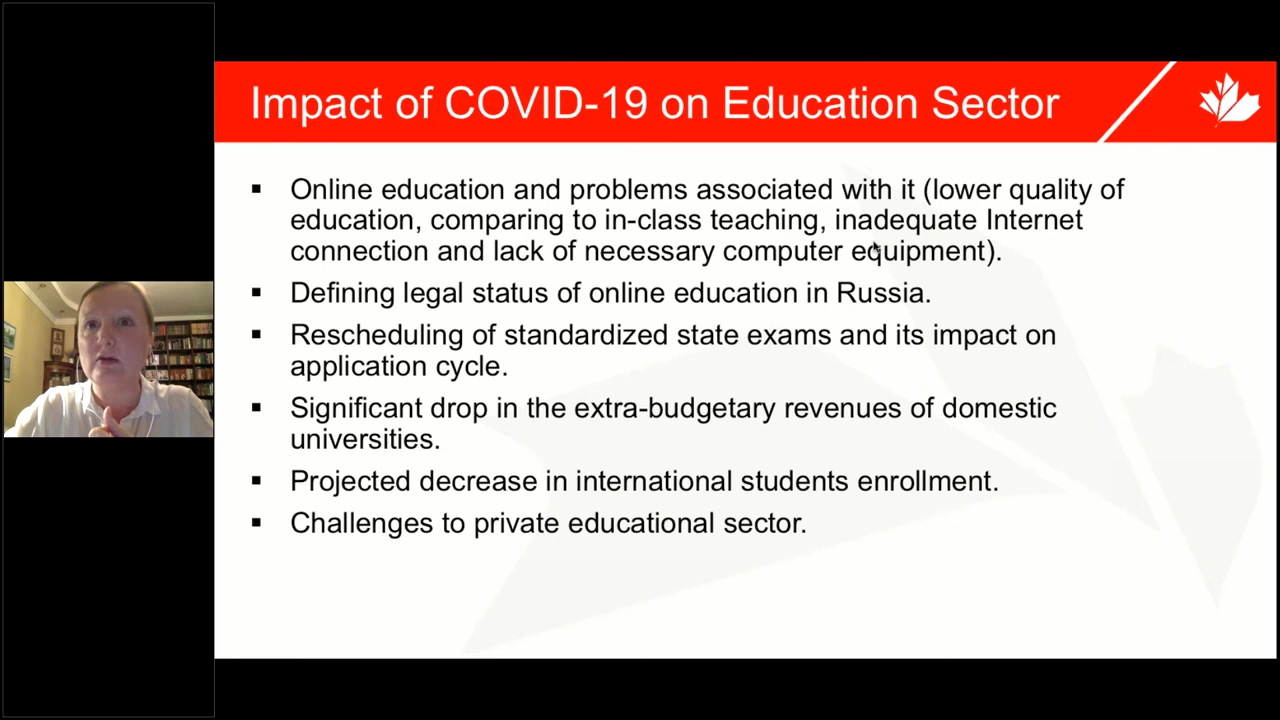 Impact of COVID-19 on Education Sector
▪ Online education and problems associated with it (lower quality of
education, comparing to in-class teaching, inadequate Internet
connection and lack of necessary computer equipment).
▪ Defining legal status of online education in Russia.
▪ Rescheduling of standardized state exams and its impact on
application cycle.
▪ Significant drop in the extra-budgetary revenues of domestic
universities.
▪ Projected decrease in international students enrollment.
▪ Challenges to private educational sector.